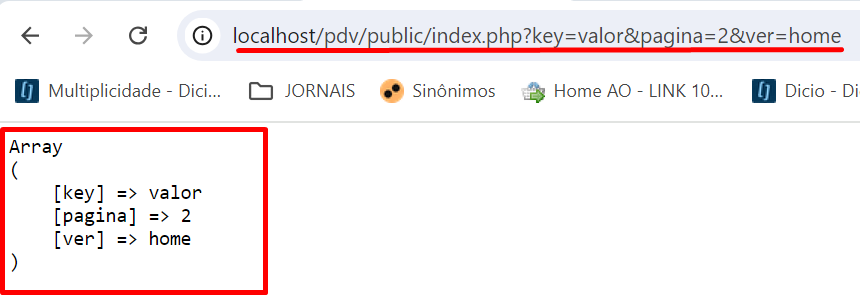 localhost/pdv/public/index.php?key=valor&pagina=2&ver=home
Multiplicidade - Dici... JORNAIS Sinônimos Home AO - LINK 10... Dicio - Di
Array
(
[key] => valor
[pagina] => 2
[ver] => home
)